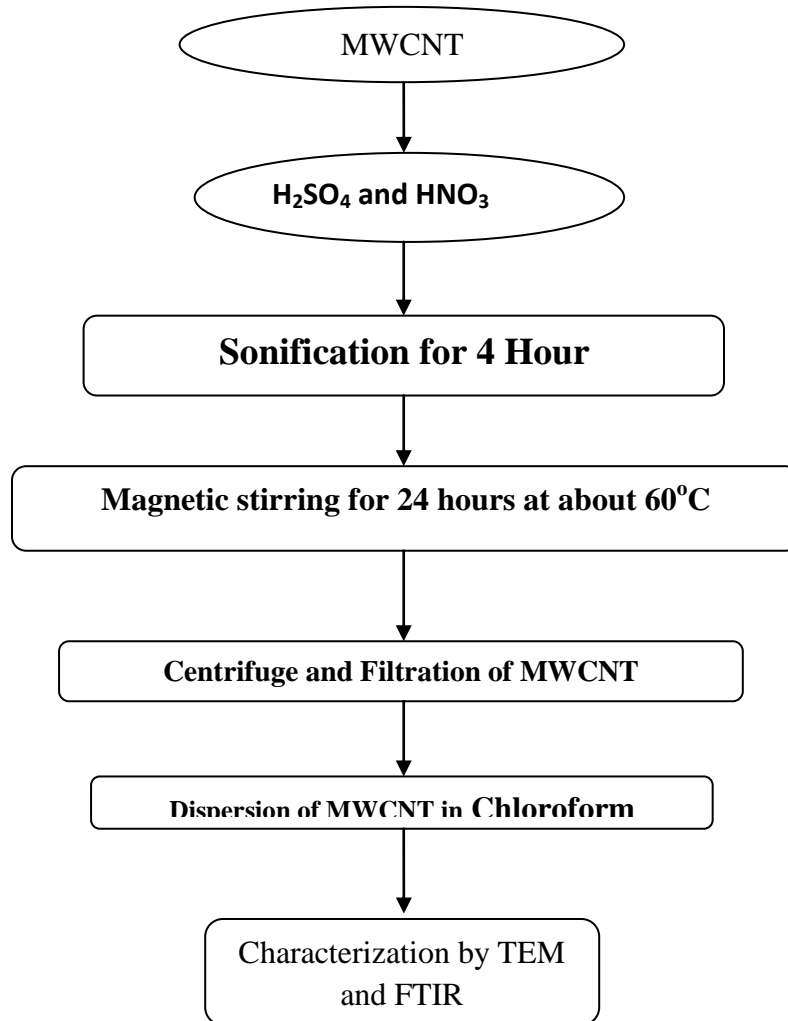 MWCNT
H₂SO₄ and HNO₃
Sonification for 4 Hour
Magnetic stirring for 24 hours at about 60°C
Centrifuge and Filtration of MWCNT
Dispersion of MWCNT in Chloroform
Characterization by TEM
and FTIR